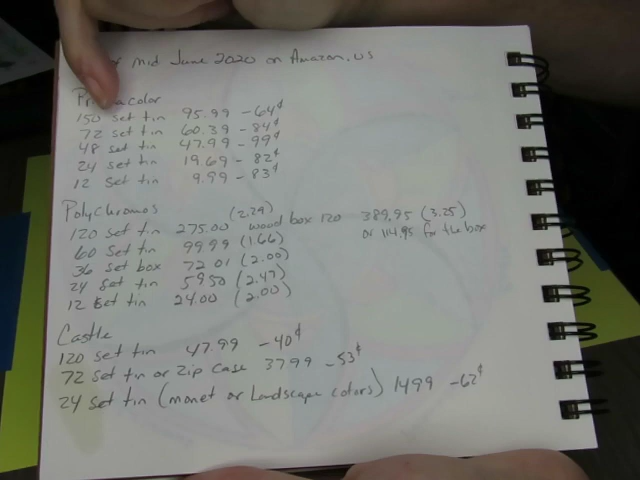 mid June 2020 on Amazon.us
Prismacolor
150 set tin 95.99 - 64¢
72 set tin 60.39 - 84¢
48 set tin 47.99 - 99¢
24 set tin 19.69 - 82¢
12 set tin 9.99 - 83¢
Polychromos
120 set tin 275.00 (2.29) wood box 120 389.95 (3.25)
or 114.95 for the box
60 set tin 99.99 (1.66)
36 set box 72.01 (2.00)
24 set tin 59.50 (2.47)
12 set tin 24.00 (2.00)
Castle
120 set tin 47.99 - 40¢
72 set tin or zip case 37.99 - 53¢
24 set tin (monet or Landscape colors) 14.99 - 62¢